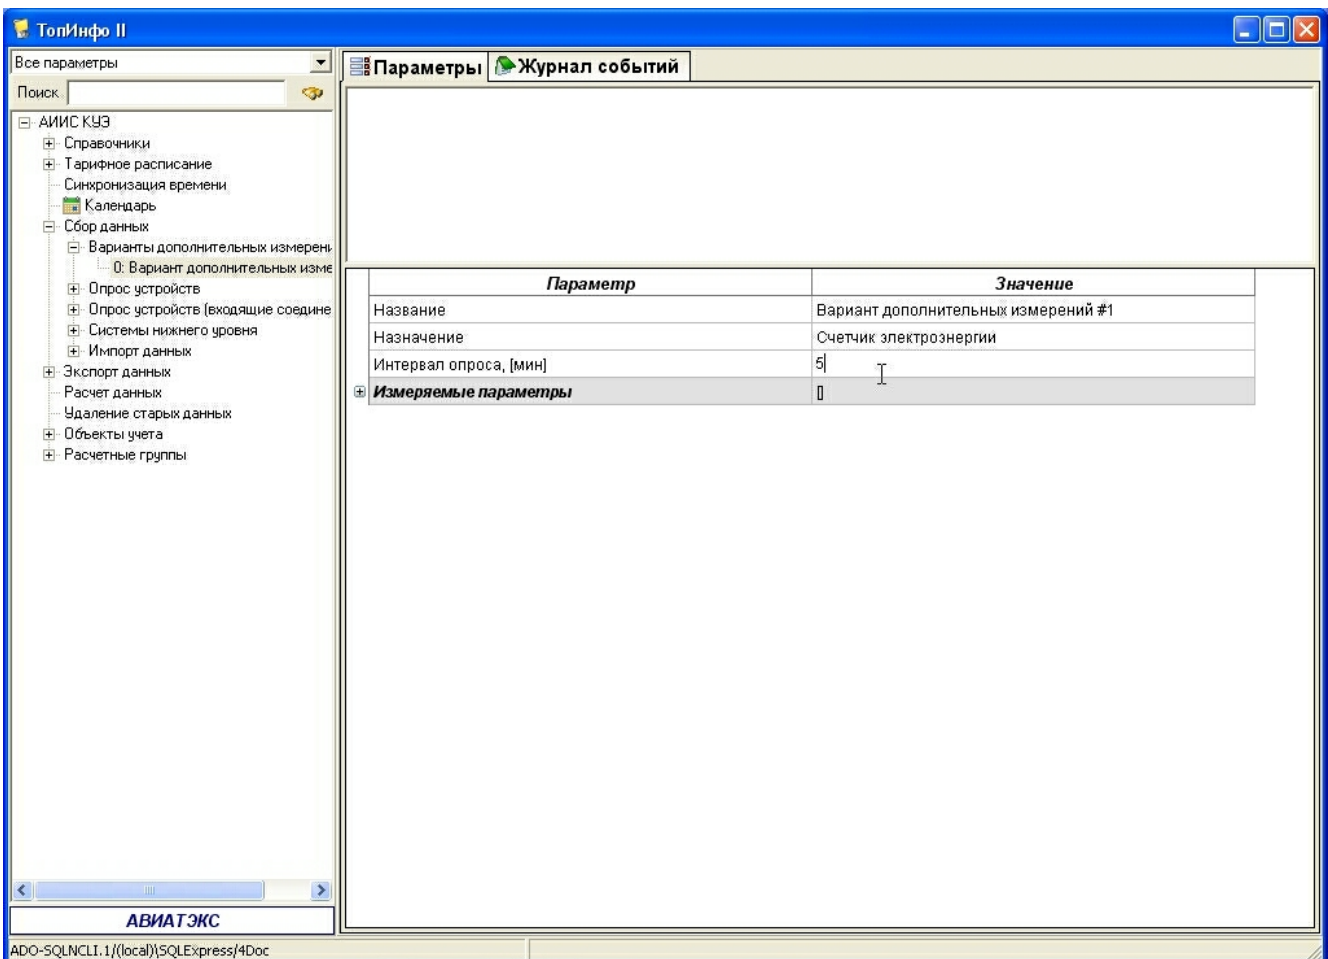 ТопИнфо II
Все параметры
Поиск
АИИС КУЭ
Справочники
Тарифное расписание
Синхронизация времени
Календарь
Сбор данных
Варианты дополнительных измерен
0: Вариант дополнительных изме
Опрос устройств
Опрос устройств (входящие соедине
Системы нижнего уровня
Импорт данных
Экспорт данных
Расчет данных
Удаление старых данных
Объекты учета
Расчетные группы
АВИАТЭКС
Параметры Журнал событий
Параметр Значение
Название Вариант дополнительных измерений #1
Назначение Счетчик электроэнергии
Интервал опроса, [мин] 5
Измеряемые параметры []
ADO-SQLNCLI.1/(local)\SQLExpress/4Doc